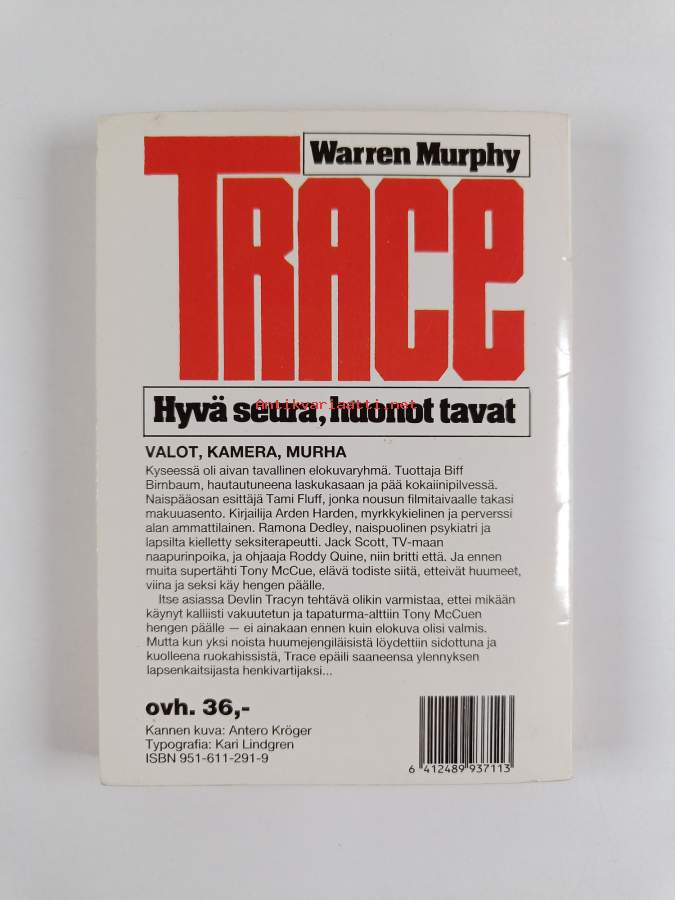 Warren Murphy
TRACE
Hyvä seura, huonot tavat
Antikvariaatti.net
VALOT, KAMERA, MURHA
Kyseessä oli aivan tavallinen elokuvaryhmä. Tuottaja Biff
Birnbaum, hautautuneena laskukasaan ja pää kokaiinipilvessä.
Naispääosan esittäjä Tami Fluff, jonka nousun filmitaivaalle takasi
makuuasento. Kirjailija Arden Harden, myrkkykielinen ja perverssi
alan ammattilainen. Ramona Dedley, naispuolinen psykiatri ja
lapsilta kielletty seksiterapeutti. Jack Scott, TV-maan
naapurinpoika, ja ohjaaja Roddy Quine, niin britti että. Ja ennen
muita supertähti Tony McCue, elävä todiste siitä, etteivät huumeet,
viina ja seksi käy hengen päälle.
Itse asiassa Devlin Tracyn tehtävä olikin varmistaa, ettei mikään
käynyt kalliisti vakuutetun ja tapaturma-alttiin Tony McCuen
hengen päälle — ei ainakaan ennen kuin elokuva olisi valmis.
Mutta kun yksi noista huumejengiläisistä löydettiin sidottuna ja
kuolleena ruokahissistä, Trace epäili saaneensa ylennyksen
lapsenkaitsijasta henkivartijaksi...
ovh. 36,-
Kannen kuva: Antero Kröger
Typografia: Kari Lindgren
ISBN 951-611-291-9
6 412489 937113